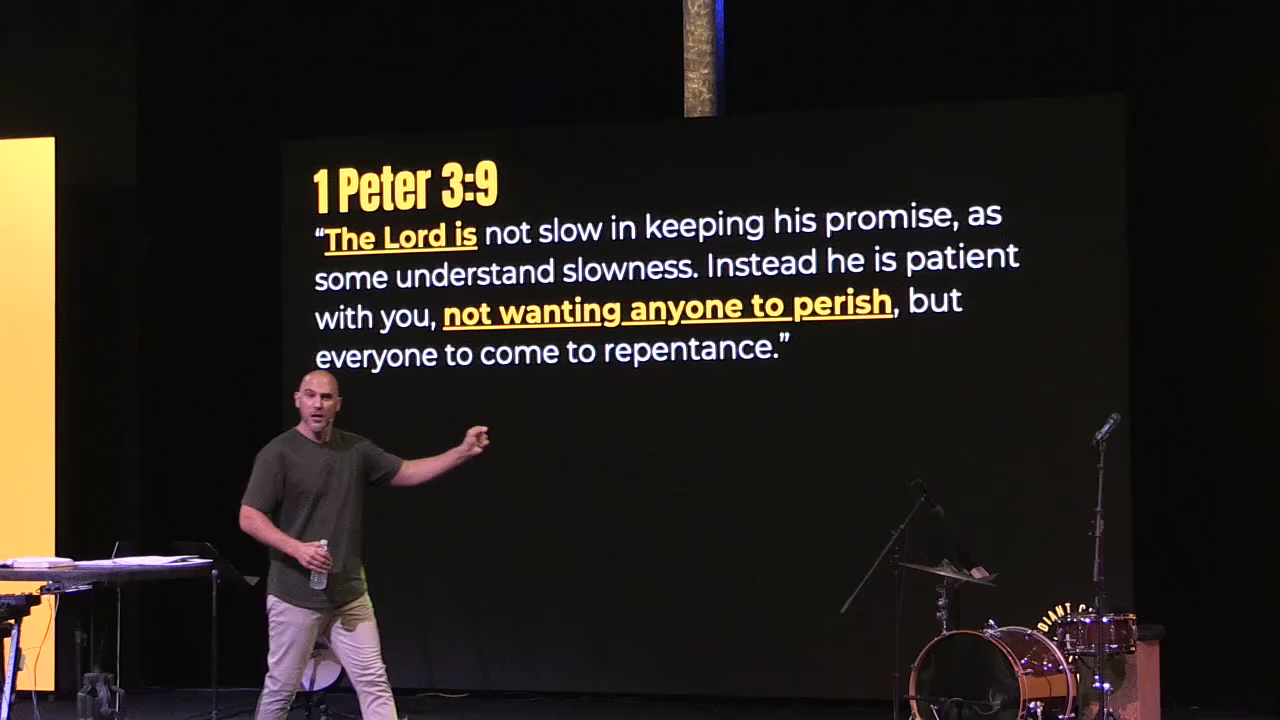 1 Peter 3:9
“The Lord is not slow in keeping his promise, as
some understand slowness. Instead he is patient
with you, not wanting anyone to perish, but
everyone to come to repentance.”